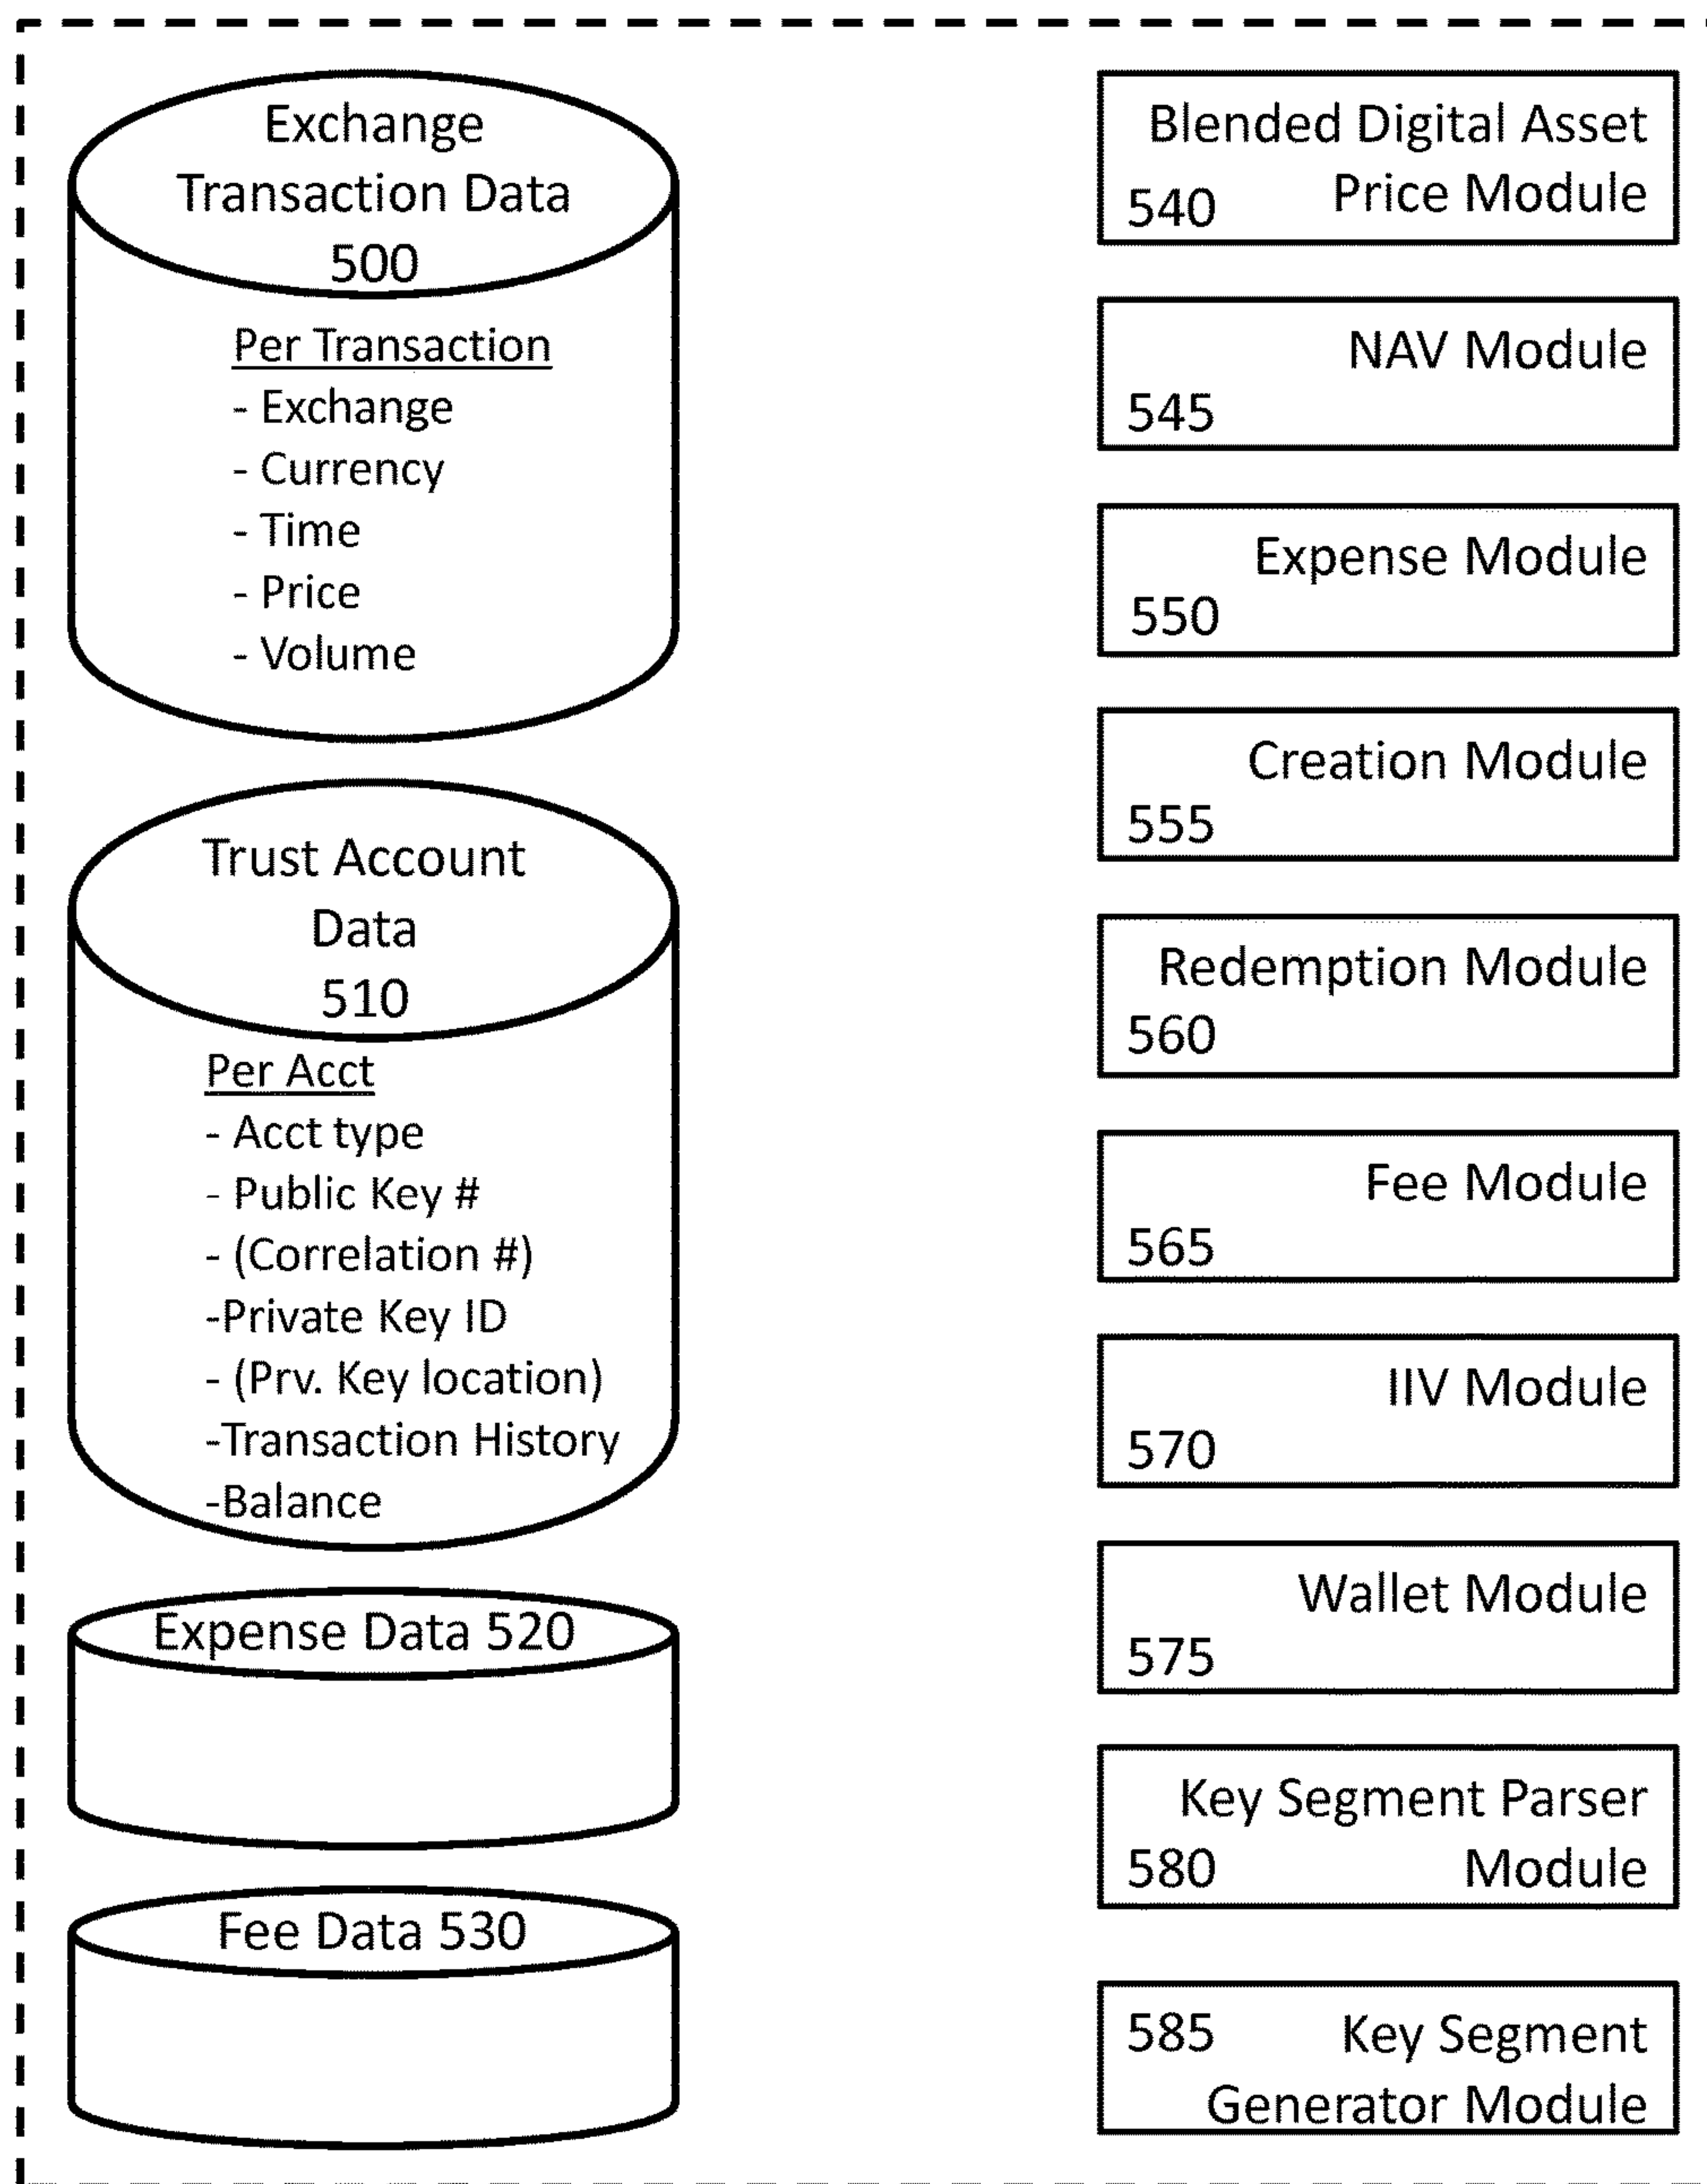 Exchange
Transaction Data
500
Per Transaction
- Exchange
- Currency
- Time
- Price
- Volume
Trust Account
Data
510
Per Acct
- Acct type
- Public Key #
- (Correlation #)
-Private Key ID
- (Prv. Key location)
-Transaction History
-Balance
Expense Data 520
Fee Data 530
Blended Digital Asset
540 Price Module
NAV Module
545
Expense Module
550
Creation Module
555
Redemption Module
560
Fee Module
565
IIV Module
570
Wallet Module
575
Key Segment Parser
580 Module
585 Key Segment
Generator Module